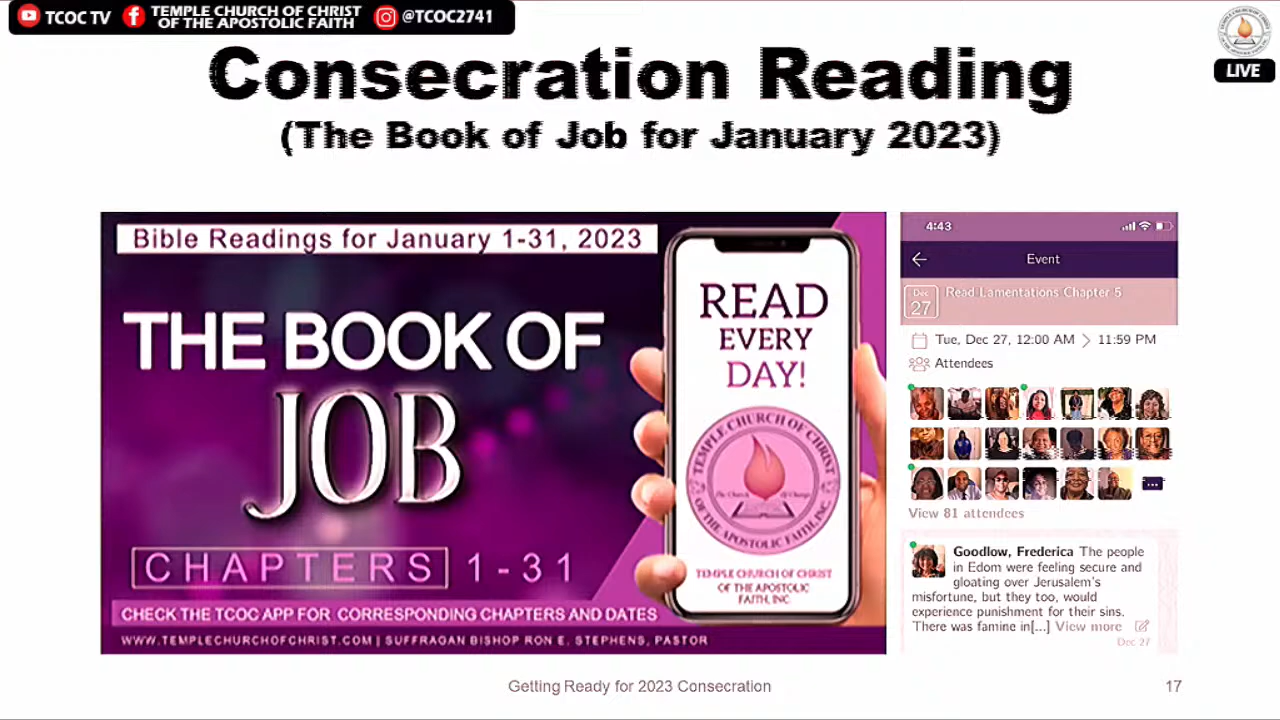 TCOC TV
TEMPLE CHURCH OF CHRIST
OF THE APOSTOLIC FAITH
@TCOC2741
LIVE
Consecration Reading
(The Book of Job for January 2023)
Bible Readings for January 1-31, 2023
THE BOOK OF
JOB
CHAPTERS 1-31
CHECK THE TCOC APP FOR CORRESPONDING CHAPTERS AND DATES
WWW.TEMPLECHURCHOFCHRIST.COM | SUFFRAGAN BISHOP RON E. STEPHENS, PASTOR
READ
EVERY
DAY!
TEMPLE CHURCH OF CHRIST
The Church Of Change
OF THE APOSTOLIC FAITH, INC.
TEMPLE CHURCH OF CHRIST
OF THE APOSTOLIC
FAITH, INC
4:43
Event
Dec
27
Read Lamentations Chapter 5
Tue, Dec 27, 12:00 AM > 11:59 PM
Attendees
View 81 attendees
Goodlow, Frederica The people
in Edom were feeling secure and
gloating over Jerusalem's
misfortune, but they too, would
experience punishment for their sins.
There was famine in[...] View more
Dec 27
Getting Ready for 2023 Consecration
17